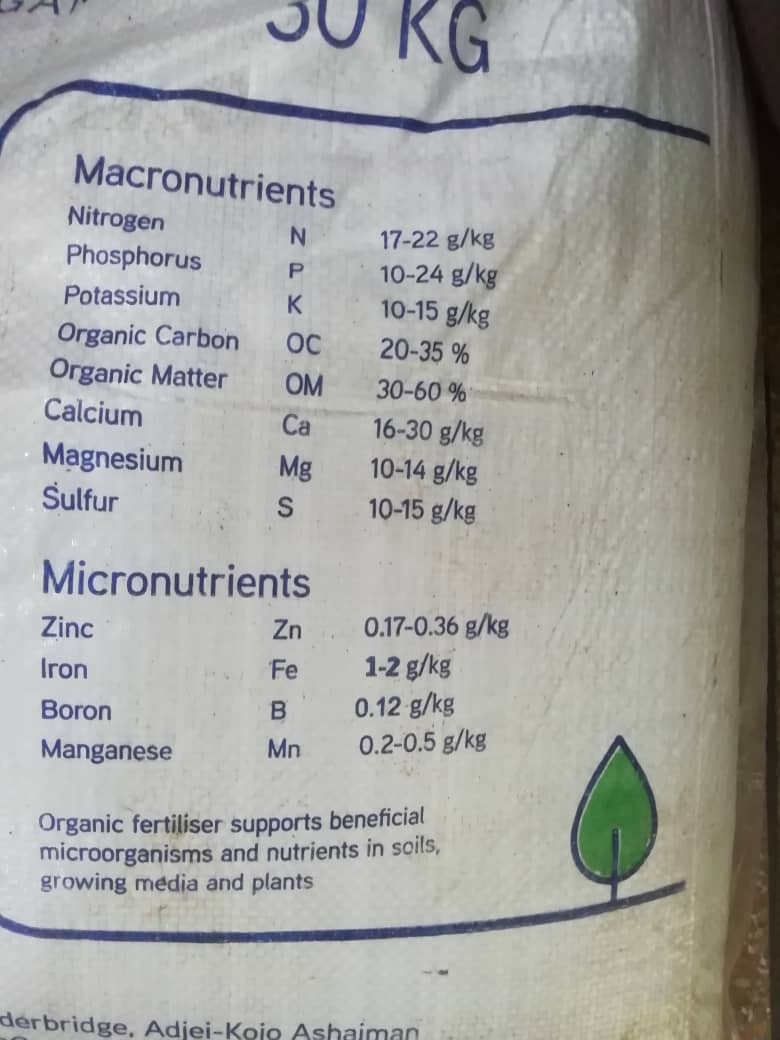 KG
Macronutrients
Nitrogen N 17-22 g/kg
Phosphorus P 10-24 g/kg
Potassium K 10-15 g/kg
Organic Carbon OC 20-35 %
Organic Matter OM 30-60 %
Calcium Ca 16-30 g/kg
Magnesium Mg 10-14 g/kg
Sulfur S 10-15 g/kg
Micronutrients
Zinc Zn 0.17-0.36 g/kg
Iron Fe 1-2 g/kg
Boron B 0.12 g/kg
Manganese Mn 0.2-0.5 g/kg
Organic fertiliser supports beneficial
microorganisms and nutrients in soils,
growing media and plants
derbridge, Adjei-Kojo Ashaiman